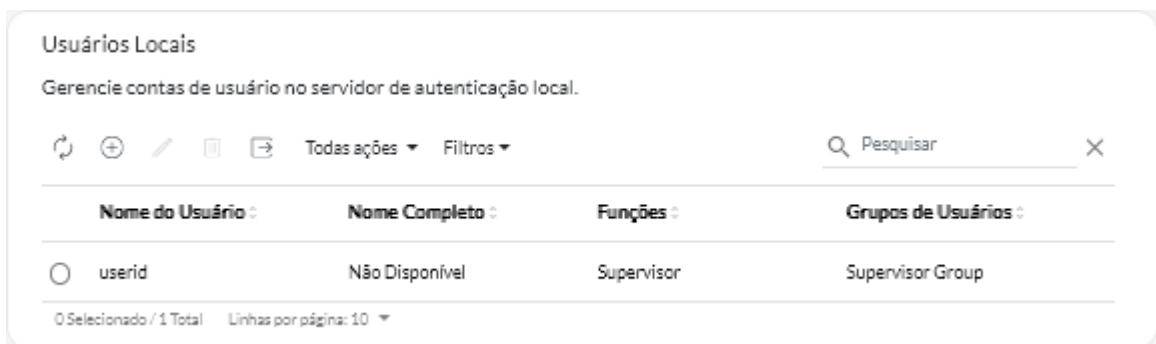 Usuários Locais
Gerencie contas de usuário no servidor de autenticação local.
Todas ações Filtros Pesquisar
Nome do Usuário Nome Completo Funções Grupos de Usuários
userid Não Disponível Supervisor Supervisor Group
0 Selecionado / 1 Total Linhas por página: 10